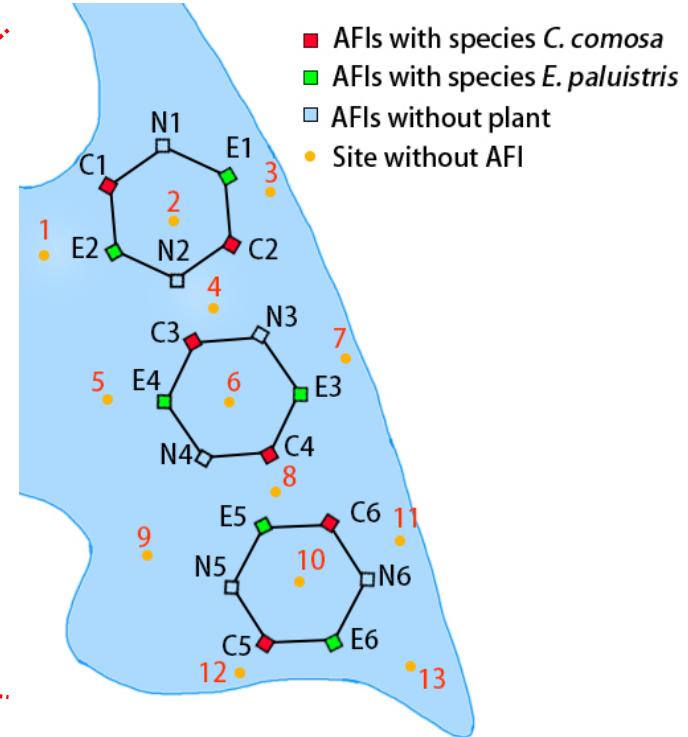 AFIs with species C. comosa
AFIs with species E. paluistris
AFIs without plant
Site without AFI
N1
E1
C1
3
2
1
E2
N2
C2
4
N3
C3
7
E4
6
E3
5
N4
C4
8
E5
C6
11
9
10
N5
N6
C5
E6
12
13